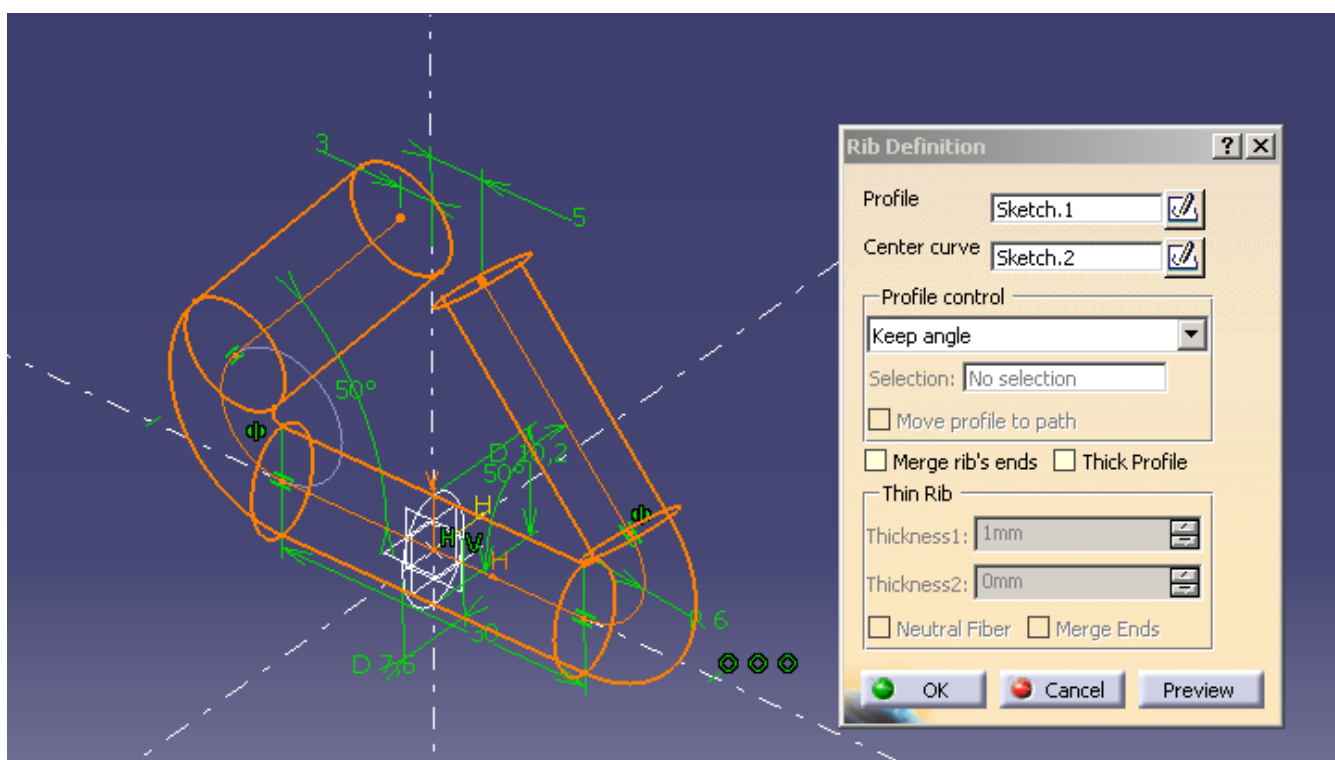 3
5
50°
D 10,2
50°
H
V
H
H
V
R 6
30
D 7,6
Rib Definition
?
Profile
Sketch.1
Center curve
Sketch.2
Profile control
Keep angle
Selection: No selection
Move profile to path
Merge rib's ends Thick Profile
Thin Rib
Thickness1: 1mm
Thickness2: 0mm
Neutral Fiber Merge Ends
OK Cancel Preview